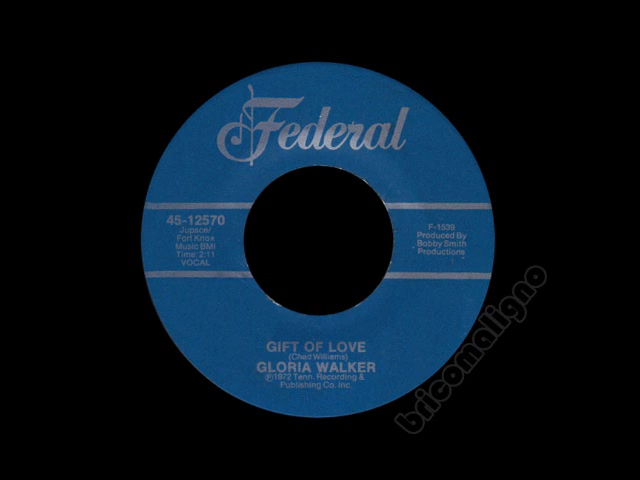 Federal
45-12570
Jupace/
Fort Knox
Music BMI
Time: 2:11
VOCAL
F-1539
Produced By
Bobby Smith
Productions
GIFT OF LOVE
(Ched Williams)
GLORIA WALKER
℗1972 Tenn. Recording &
Publishing Co. Inc.
bricomaligno